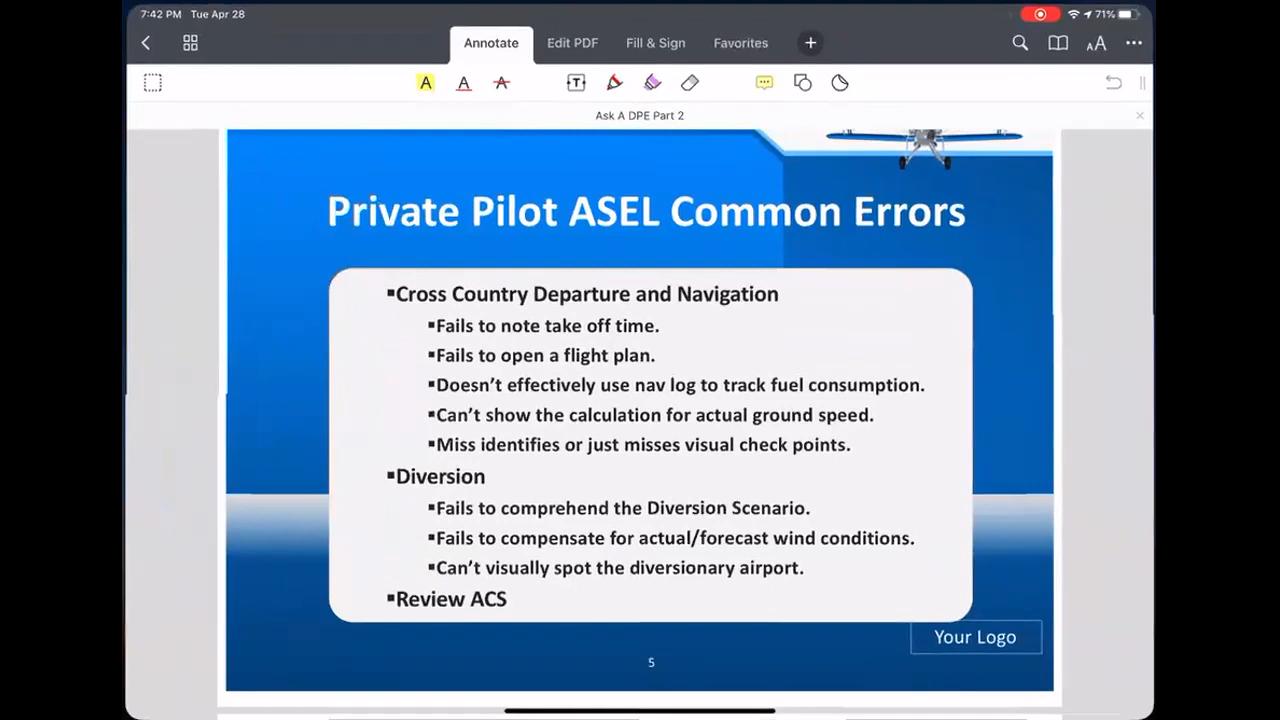 7:42 PM Tue Apr 28
71%
Annotate
Edit PDF
Fill & Sign
Favorites
AA
A
A
A
T
Ask A DPE Part 2
Private Pilot ASEL Common Errors
▪Cross Country Departure and Navigation
▪Fails to note take off time.
▪Fails to open a flight plan.
▪Doesn't effectively use nav log to track fuel consumption.
▪Can't show the calculation for actual ground speed.
▪Miss identifies or just misses visual check points.
▪Diversion
▪Fails to comprehend the Diversion Scenario.
▪Fails to compensate for actual/forecast wind conditions.
▪Can't visually spot the diversionary airport.
▪Review ACS
Your Logo
5